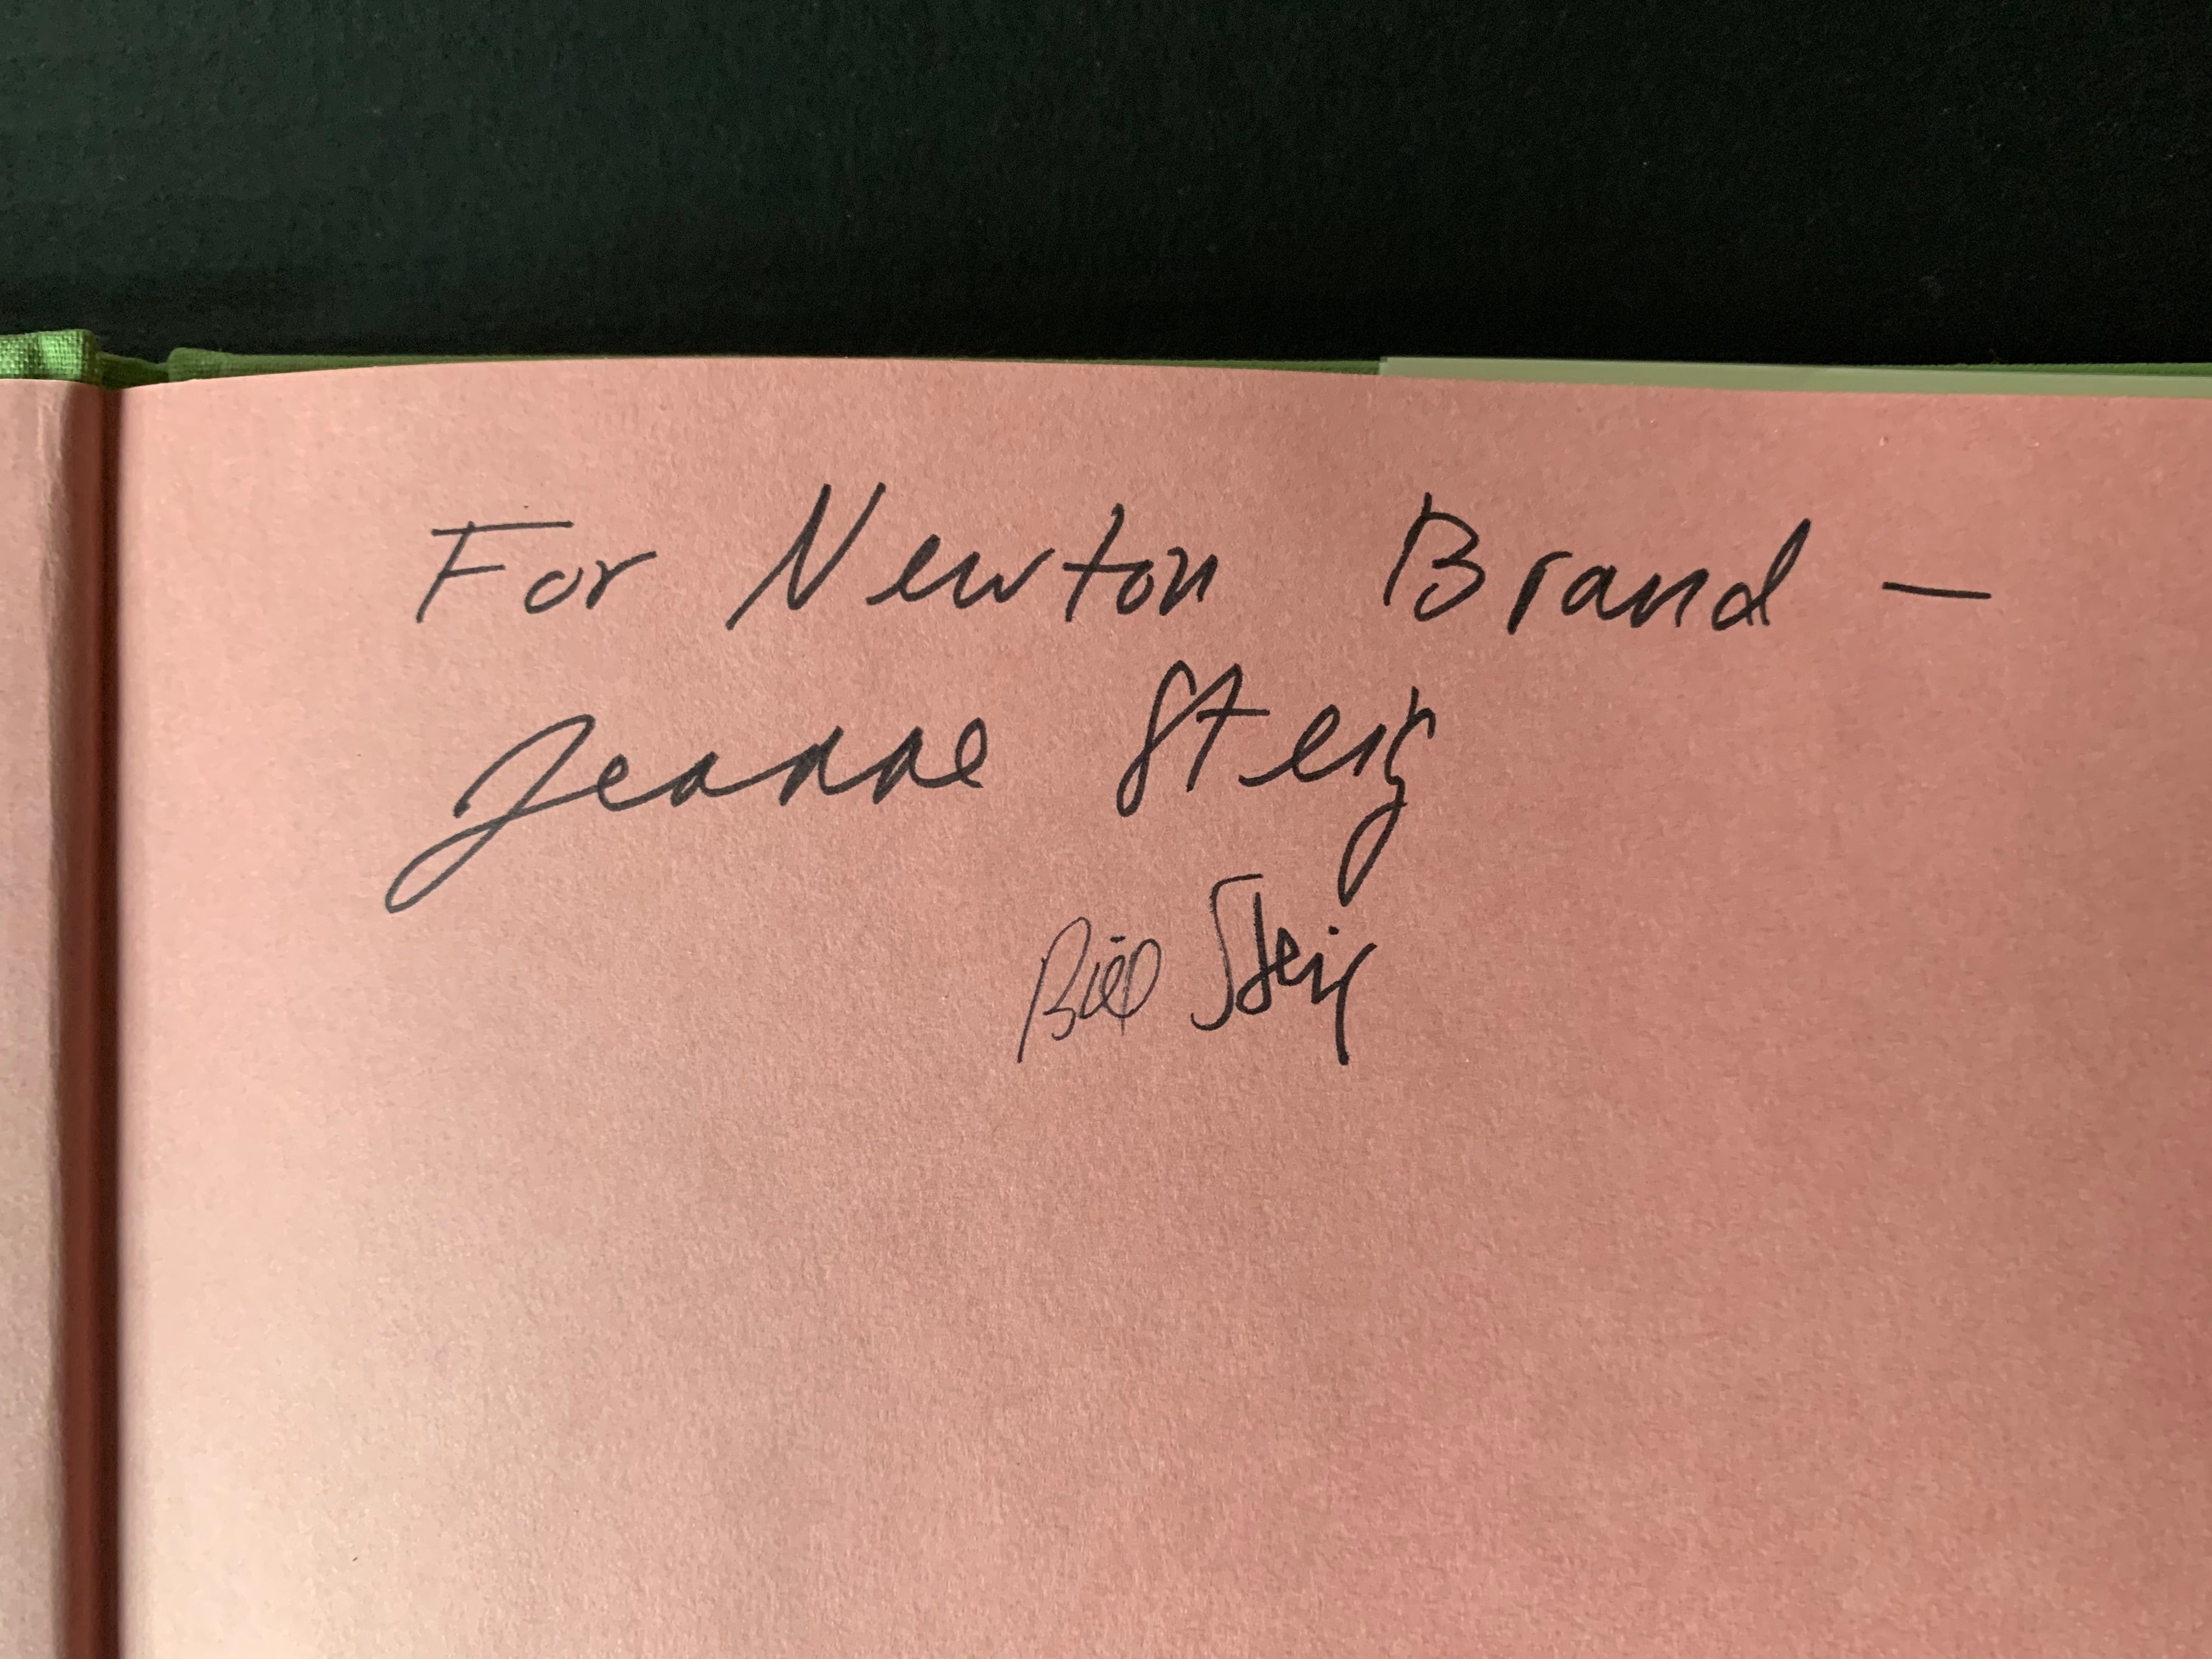 For Newton Brand —
Jeanne Steig
Bill Steig